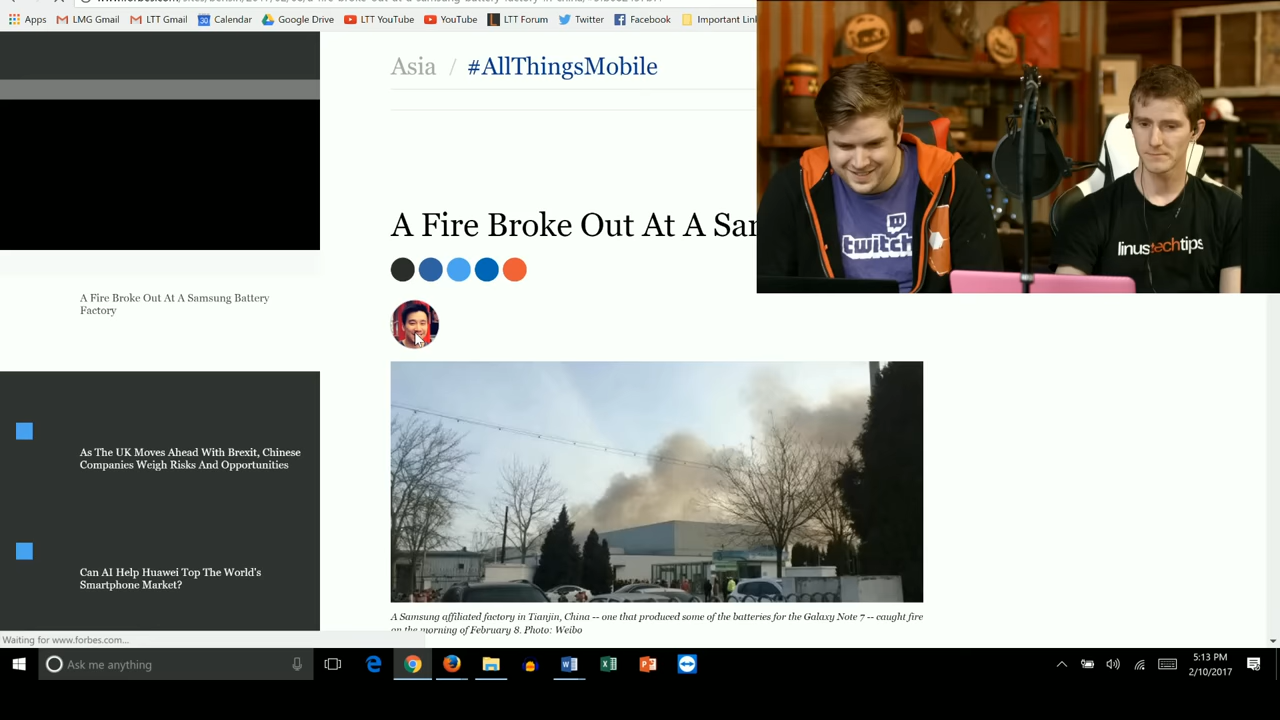 Apps LMG Gmail LTT Gmail Calendar Google Drive LTT YouTube YouTube LTT Forum Twitter Facebook Important Lin
Asia / #AllThingsMobile
A Fire Broke Out At A Sa
twitch
linustechtips
A Fire Broke Out At A Samsung Battery
Factory
As The UK Moves Ahead With Brexit, Chinese
Companies Weigh Risks And Opportunities
Can AI Help Huawei Top The World's
Smartphone Market?
A Samsung affiliated factory in Tianjin, China -- one that produced some of the batteries for the Galaxy Note 7 -- caught fire
on the morning of February 8. Photo: Weibo
Waiting for www.forbes.com...
Ask me anything
5:13 PM
2/10/2017